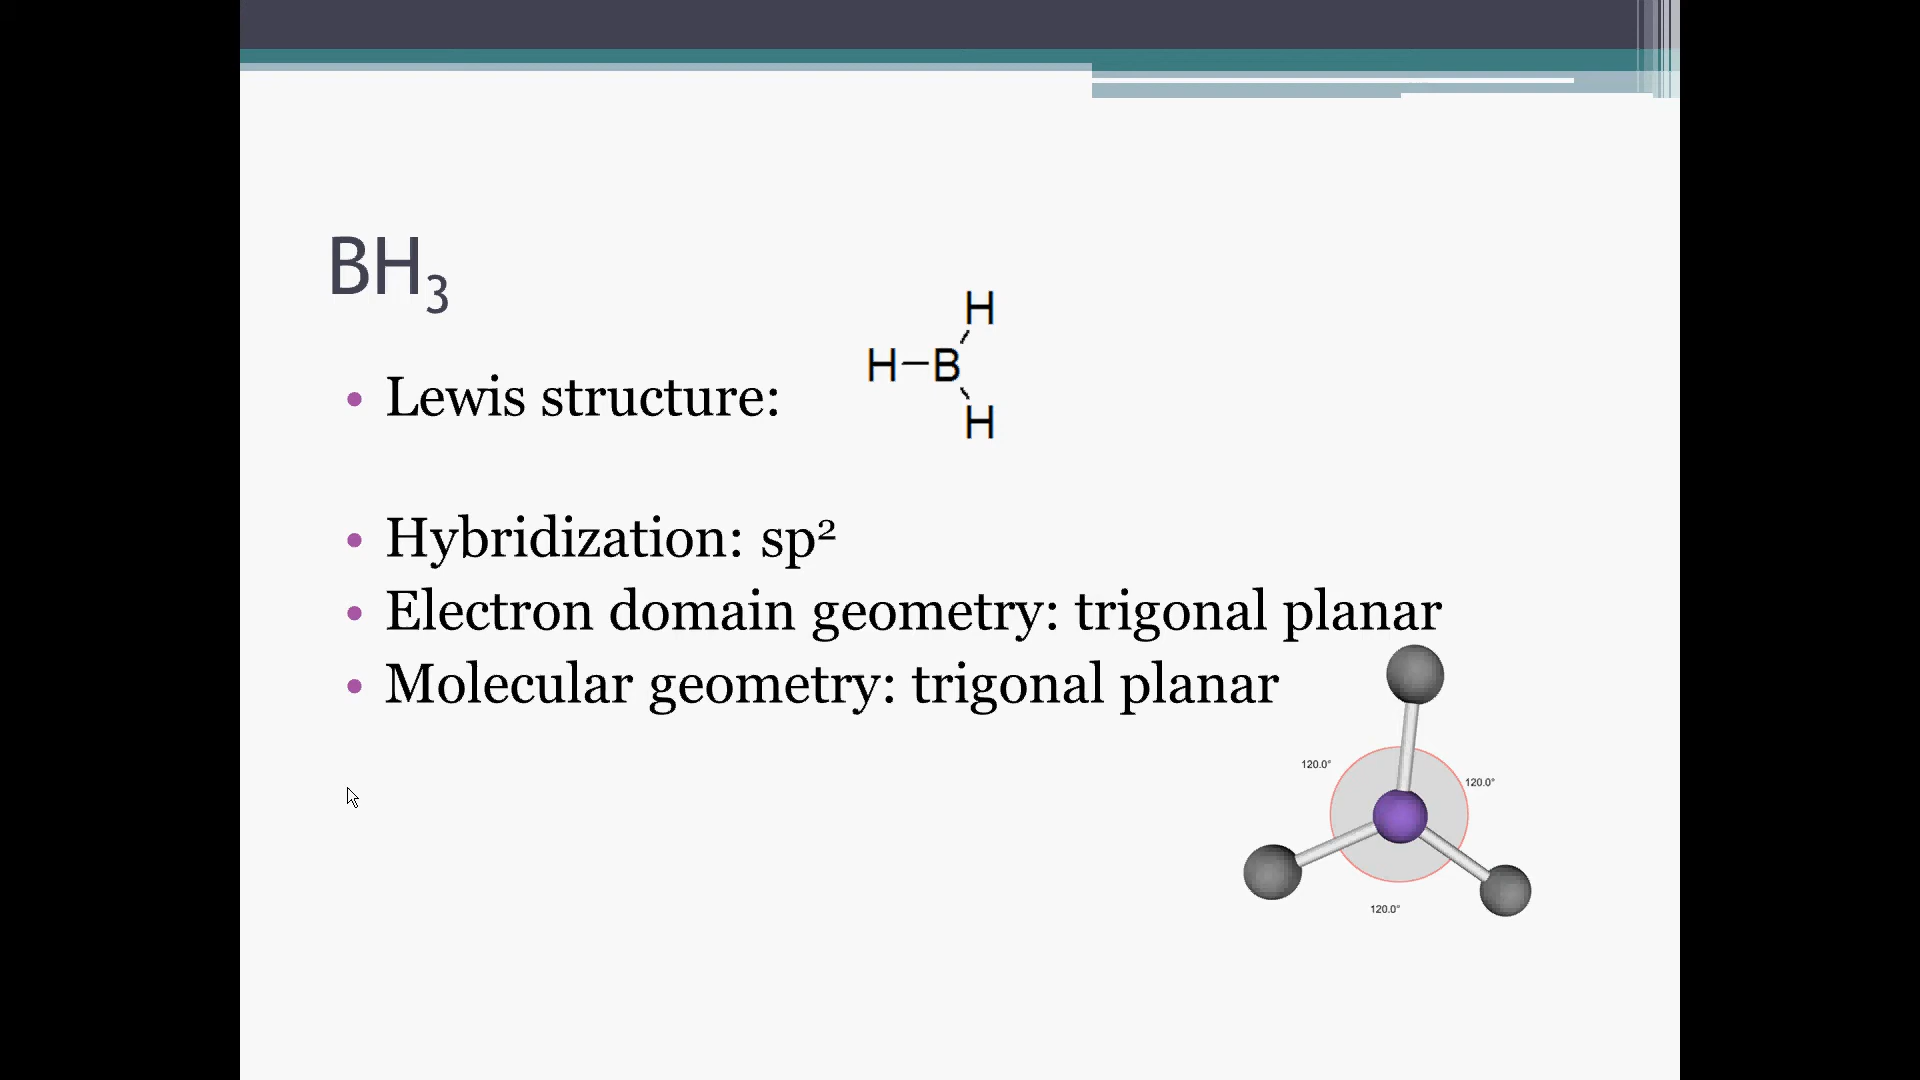 BH₃
H
H—B
H
• Lewis structure:
• Hybridization: sp²
• Electron domain geometry: trigonal planar
• Molecular geometry: trigonal planar
120.0°
120.0°
120.0°